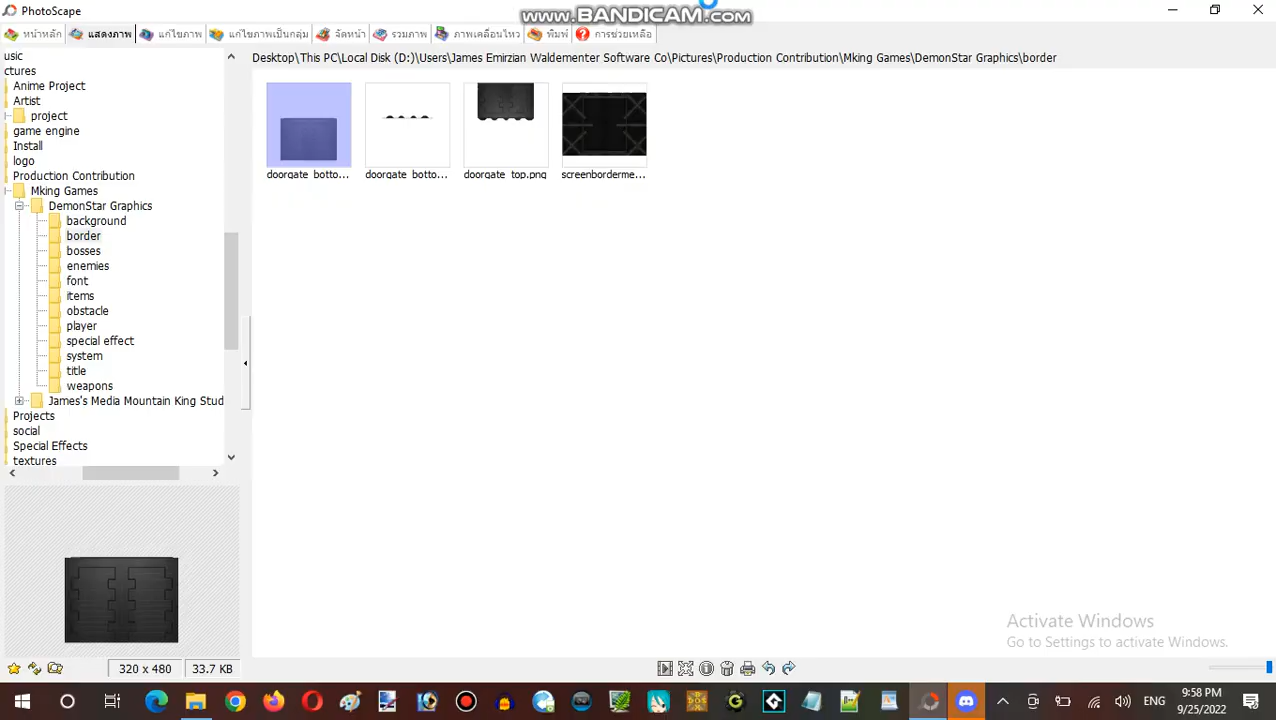 PhotoScape
www.BANDICAM.com
หน้าหลัก
แสดงภาพ
แก้ไขภาพ
แก้ไขภาพเป็นกลุ่ม
จัดหน้า
รวมภาพ
ภาพเคลื่อนไหว
พิมพ์
การช่วยเหลือ
Desktop\This PC\Local Disk (D:)\Users\James Emirzian Waldementer Software Co\Pictures\Production Contribution\Mking Games\DemonStar Graphics\border
usic
ctures
Anime Project
Artist
project
game engine
Install
logo
Production Contribution
Mking Games
DemonStar Graphics
background
border
bosses
enemies
font
items
obstacle
player
special effect
system
title
weapons
James's Media Mountain King Stud
Projects
social
Special Effects
textures
doorgate_botto...
doorgate_botto...
doorgate_top.png
screenborderme...
320 x 480
33.7 KB
Activate Windows
Go to Settings to activate Windows.
ENG
9:58 PM
9/25/2022